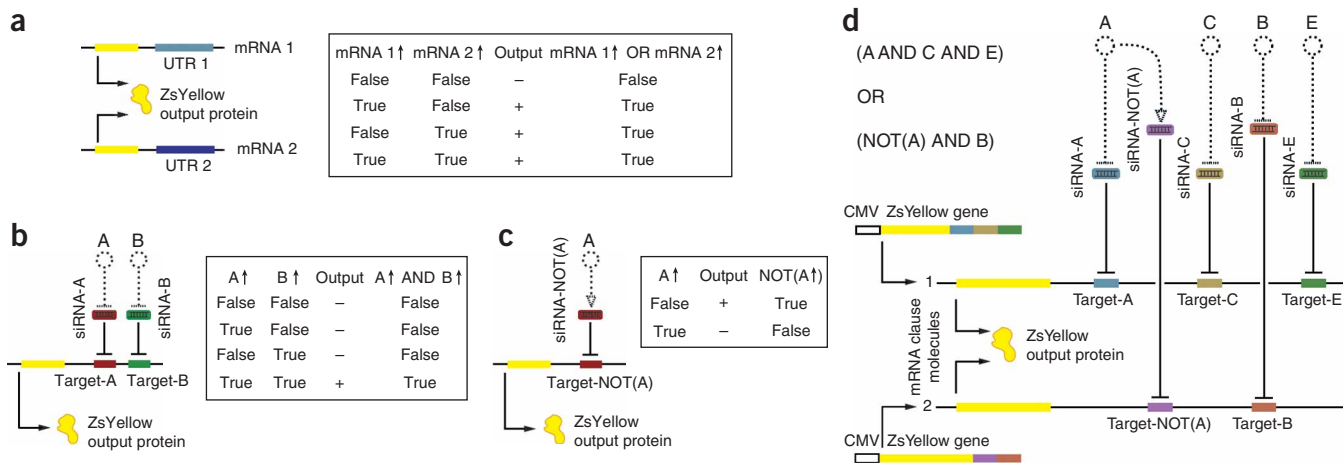 a
mRNA 1
UTR 1
ZsYellow
output protein
mRNA 2
UTR 2
mRNA 1↑ mRNA 2↑ Output mRNA 1↑ OR mRNA 2↑
False False – False
True False + True
False True + True
True True + True
b
A B
siRNA-A
siRNA-B
Target-A Target-B
ZsYellow
output protein
A↑ B↑ Output A↑ AND B↑
False False – False
True False – False
False True – False
True True + True
c
A
siRNA-NOT(A)
Target-NOT(A)
ZsYellow
output protein
A↑ Output NOT(A↑)
False + True
True – False
d
(A AND C AND E)
OR
(NOT(A) AND B)
A C B E
siRNA-A
siRNA-NOT(A)
siRNA-C
siRNA-B
siRNA-E
CMV ZsYellow gene
1
Target-A Target-C Target-E
mRNA clause
molecules
ZsYellow
output protein
2
Target-NOT(A) Target-B
CMV ZsYellow gene